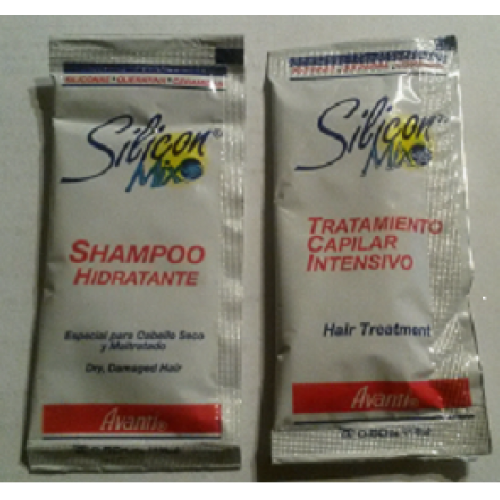 Silicon
Mix
SHAMPOO
HIDRATANTE
Especial para Cabello Seco
y Maltratado
Dry, Damaged Hair
Avanti®
Silicon®
Mix
TRATAMIENTO
CAPILAR
INTENSIVO
Hair Treatment
Avanti®